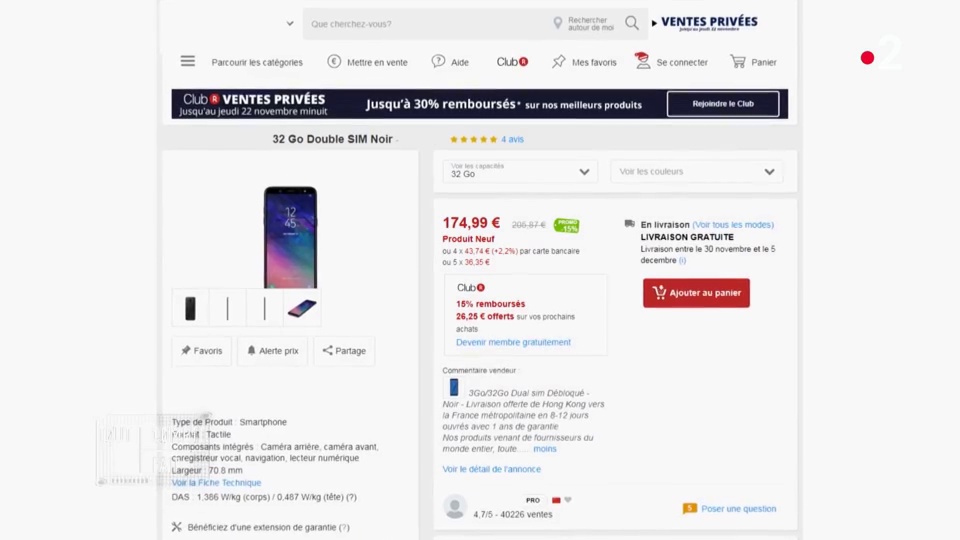 Que cherchez-vous?
Rechercher
autour de moi
VENTES PRIVÉES
jusqu'au jeudi 22 novembre
2
Parcourir les catégories
Mettre en vente
Aide
Club R
Mes favoris
Se connecter
Panier
Club R VENTES PRIVÉES
Jusqu'au jeudi 22 novembre minuit
Jusqu'à 30% remboursés* sur nos meilleurs produits
Rejoindre le Club
32 Go Double SIM Noir -
4 avis
Voir les capacités
32 Go
Voir les couleurs
12
45
174,99 €
205,87 €
PROMO
-15%
Produit Neuf
ou 4 x 43,74 € (+2,2%) par carte bancaire
ou 5 x 36,35 €
En livraison (Voir tous les modes)
LIVRAISON GRATUITE
Livraison entre le 30 novembre et le 5
décembre (i)
Ajouter au panier
Club R
15% remboursés
26,25 € offerts sur vos prochains
achats
Devenir membre gratuitement
Favoris
Alerte prix
Partage
Commentaire vendeur :
3Go/32Go Dual sim Débloqué -
Noir - Livraison offerte de Hong Kong vers
la France métropolitaine en 8-12 jours
ouvrés avec 1 ans de garantie
Nos produits venant de fournisseurs du
monde entier, toute..... moins
Voir le détail de l'annonce
Type de Produit : Smartphone
Tactile
Composants intégrés : Caméra arrière, caméra avant,
enregistreur vocal, navigation, lecteur numérique
Largeur : 70.8 mm
Voir la Fiche Technique
DAS : 1.386 W/kg (corps) / 0.487 W/kg (tête) (?)
Bénéficiez d'une extension de garantie (?)
PRO
4,7/5 - 40226 ventes
Poser une question